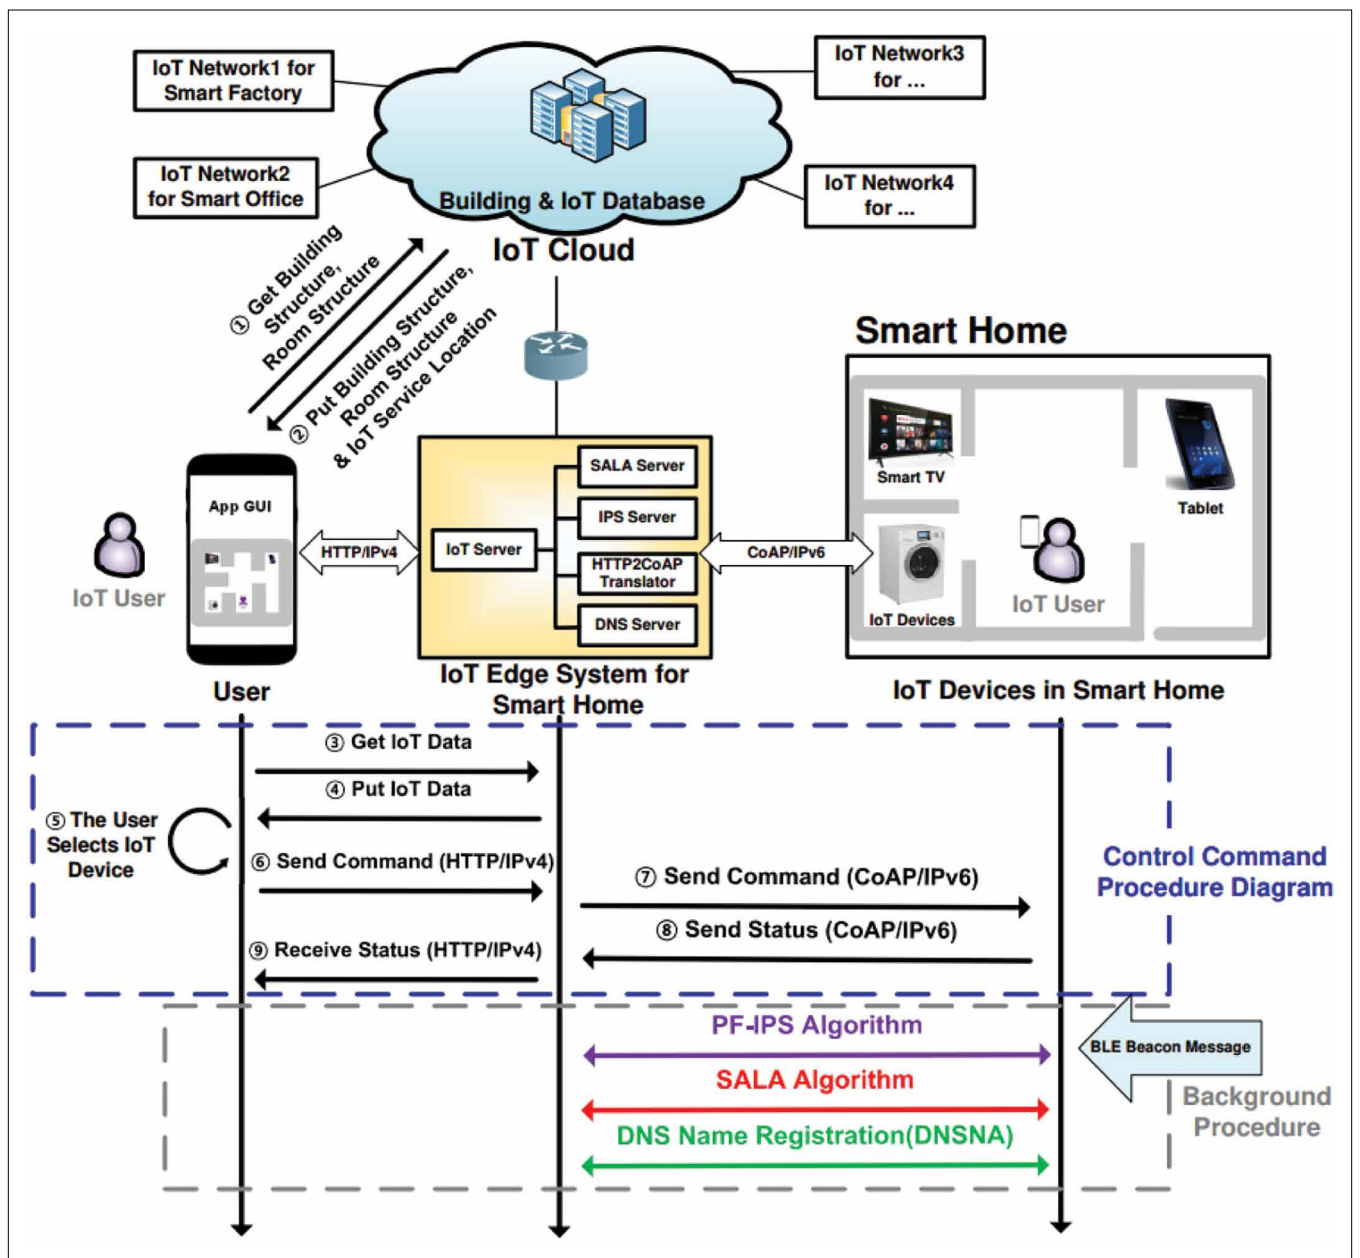 IoT Network1 for
Smart Factory
IoT Network3
for ...
IoT Network2
for Smart Office
IoT Network4
for ...
Building & IoT Database
IoT Cloud
① Get Building
Structure,
Room Structure
② Put Building Structure,
Room Structure
& IoT Service Location
Smart Home
App GUI
IoT User
HTTP/IPv4
IoT Server
SALA Server
IPS Server
HTTP2CoAP
Translator
DNS Server
CoAP/IPv6
Smart TV
Tablet
IoT Devices
IoT User
User
IoT Edge System for
Smart Home
IoT Devices in Smart Home
③ Get IoT Data
④ Put IoT Data
⑤ The User
Selects IoT
Device
⑥ Send Command (HTTP/IPv4)
⑦ Send Command (CoAP/IPv6)
⑧ Send Status (CoAP/IPv6)
⑨ Receive Status (HTTP/IPv4)
Control Command
Procedure Diagram
PF-IPS Algorithm
BLE Beacon Message
SALA Algorithm
DNS Name Registration(DNSNA)
Background
Procedure